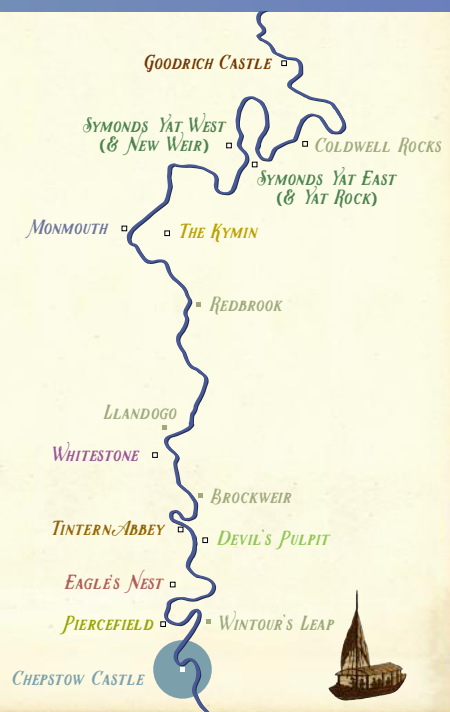 Goodrich Castle
Symonds Yat West
(& New Weir)
Coldwell Rocks
Symonds Yat East
(& Yat Rock)
Monmouth
The Kymin
Redbrook
Llandogo
Whitestone
Brockweir
Tintern Abbey
Devil's Pulpit
Eagle's Nest
Piercefield
Wintour's Leap
Chepstow Castle